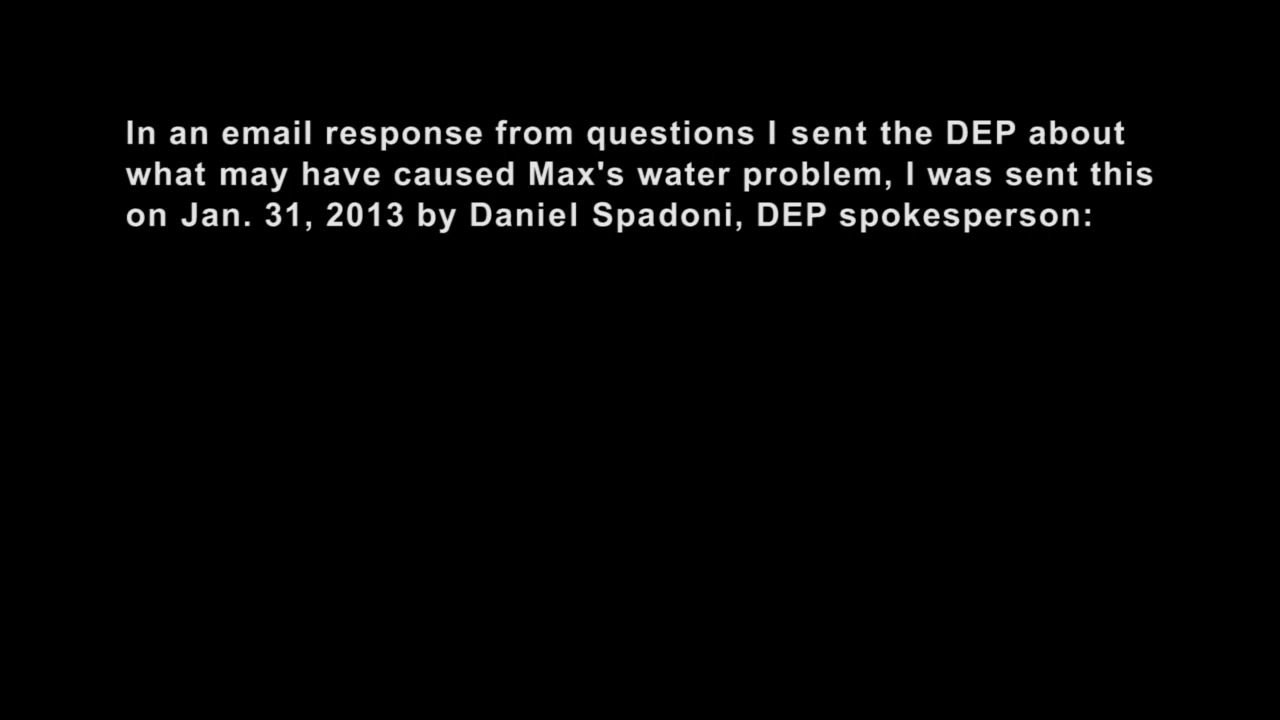 In an email response from questions I sent the DEP about
what may have caused Max's water problem, I was sent this
on Jan. 31, 2013 by Daniel Spadoni, DEP spokesperson: